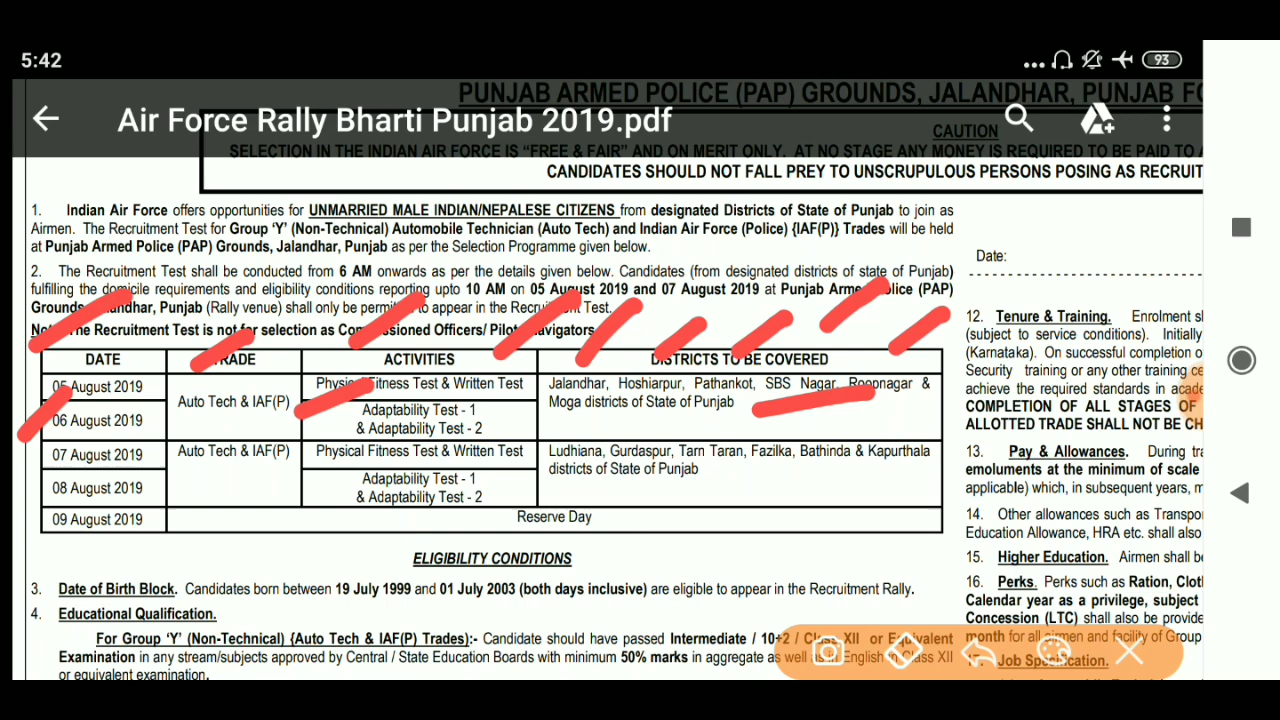 5:42
93
PUNJAB ARMED POLICE (PAP) GROUNDS, JALANDHAR, PUNJAB
Air Force Rally Bharti Punjab 2019.pdf
CAUTION
SELECTION IN THE INDIAN AIR FORCE IS “FREE & FAIR” AND ON MERIT ONLY. AT NO STAGE ANY MONEY IS REQUIRED TO BE PAID TO
CANDIDATES SHOULD NOT FALL PREY TO UNSCRUPULOUS PERSONS POSING AS RECRUIT
1. Indian Air Force offers opportunities for UNMARRIED MALE INDIAN/NEPALESE CITIZENS from designated Districts of State of Punjab to join as
Airmen. The Recruitment Test for Group ‘Y’ (Non-Technical) Automobile Technician (Auto Tech) and Indian Air Force (Police) {IAF(P)} Trades will be held
at Punjab Armed Police (PAP) Grounds, Jalandhar, Punjab as per the Selection Programme given below.
2. The Recruitment Test shall be conducted from 6 AM onwards as per the details given below. Candidates (from designated districts of state of Punjab)
fulfilling the domicile requirements and eligibility conditions reporting upto 10 AM on 05 August 2019 and 07 August 2019 at Punjab Armed Police (PAP)
Grounds, Jalandhar, Punjab (Rally venue) shall only be permitted to appear in the Recruitment Test.
Note: The Recruitment Test is not for selection as Commissioned Officers/ Pilots/Navigators
DATE TRADE ACTIVITIES DISTRICTS TO BE COVERED
05 August 2019 Auto Tech & IAF(P) Physical Fitness Test & Written Test Jalandhar, Hoshiarpur, Pathankot, SBS Nagar, Roopnagar &
Moga districts of State of Punjab
06 August 2019 Adaptability Test - 1
& Adaptability Test - 2
07 August 2019 Auto Tech & IAF(P) Physical Fitness Test & Written Test Ludhiana, Gurdaspur, Tarn Taran, Fazilka, Bathinda & Kapurthala
districts of State of Punjab
08 August 2019 Adaptability Test - 1
& Adaptability Test - 2
09 August 2019 Reserve Day
ELIGIBILITY CONDITIONS
3. Date of Birth Block. Candidates born between 19 July 1999 and 01 July 2003 (both days inclusive) are eligible to appear in the Recruitment Rally.
4. Educational Qualification.
For Group ‘Y’ (Non-Technical) {Auto Tech & IAF(P) Trades}:- Candidate should have passed Intermediate / 10+2 / Class XII or Equivalent
Examination in any stream/subjects approved by Central / State Education Boards with minimum 50% marks in aggregate as well as in English in Class XII
or equivalent examination.
Date:
12. Tenure & Training. Enrolment
(subject to service conditions). Initially
(Karnataka). On successful completion o
Security training or any other training ce
achieve the required standards in acade
COMPLETION OF ALL STAGES OF
ALLOTTED TRADE SHALL NOT BE CH
13. Pay & Allowances. During tra
emoluments at the minimum of scale
applicable) which, in subsequent years, m
14. Other allowances such as Transpo
Education Allowance, HRA etc. shall also
15. Higher Education. Airmen shall be
16. Perks. Perks such as Ration, Cloth
Calendar year as a privilege, subject
Concession (LTC) shall also be provide
month for all airmen and facility of Group
17. Job Specification.